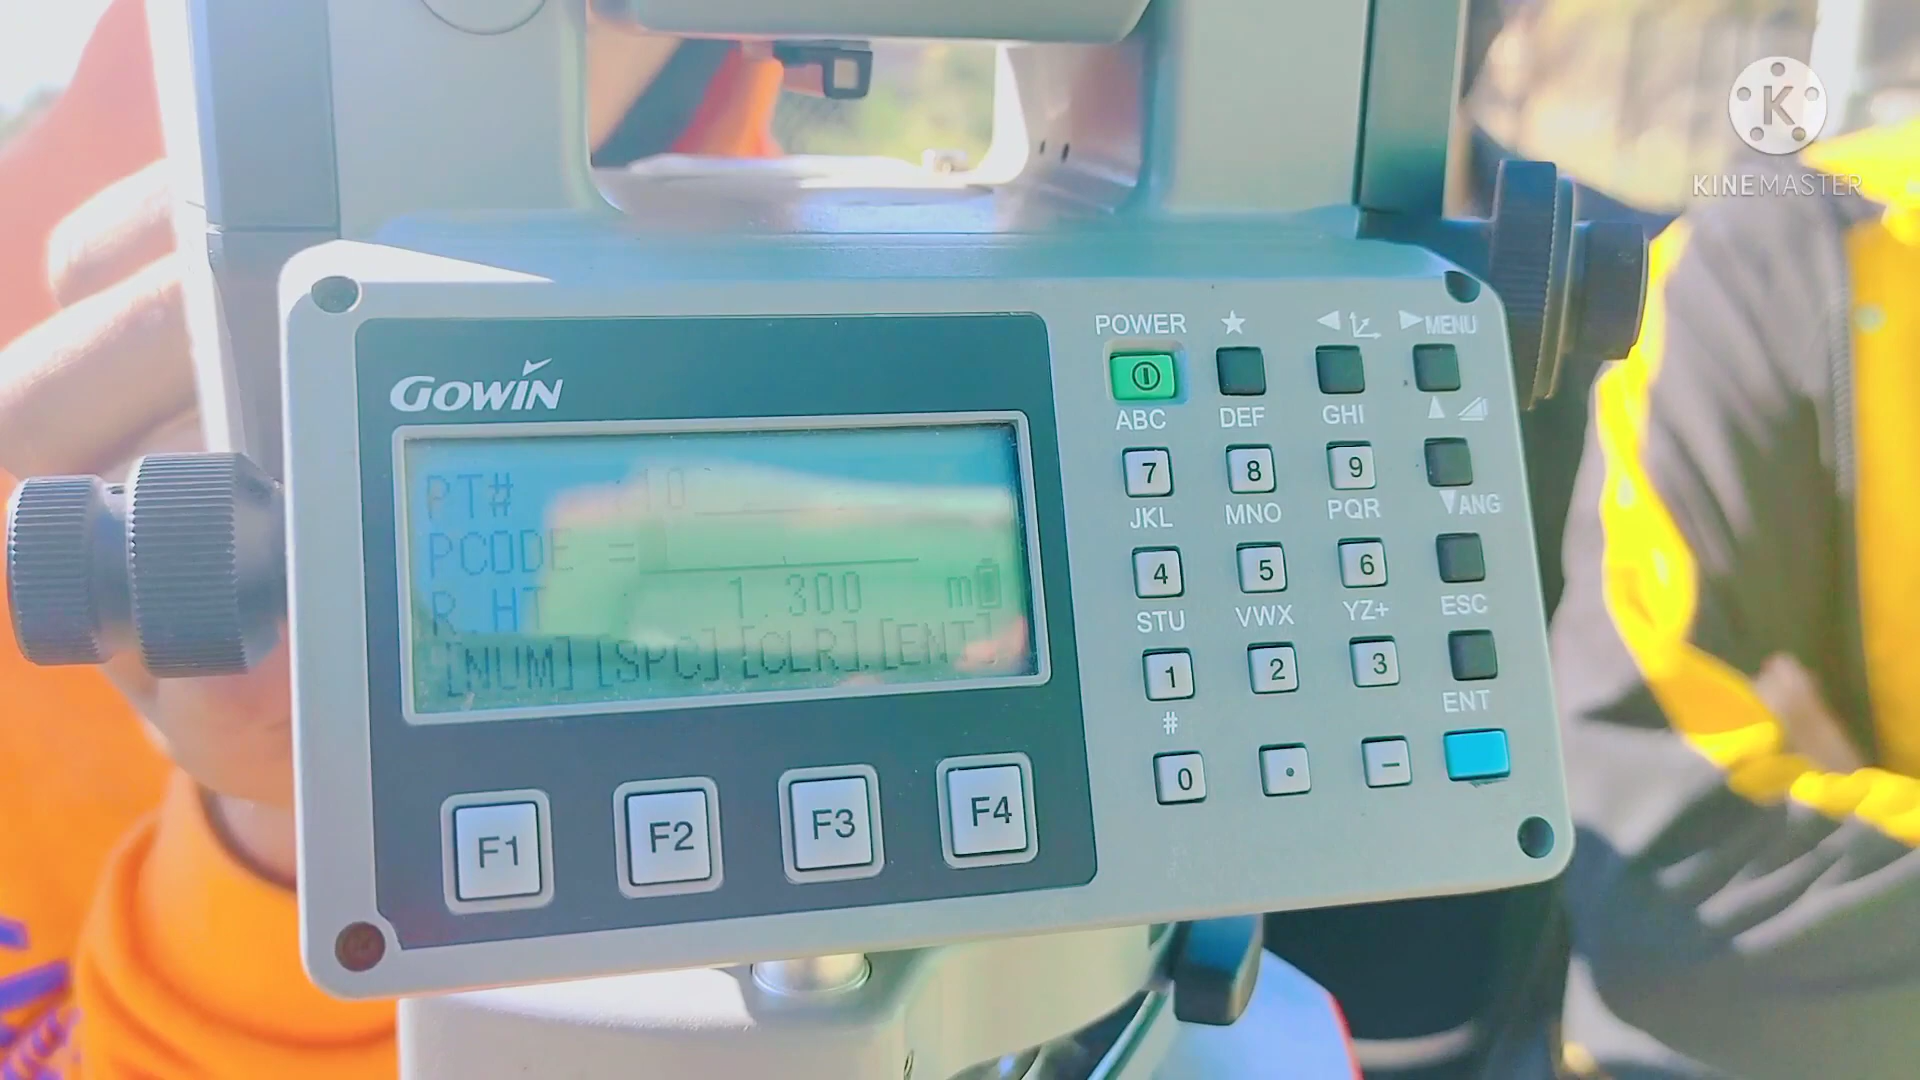 K
KINEMASTER
POWER ★ ◀ ▶MENU
GOWIN
ABC DEF GHI ▲
7 8 9
JKL MNO PQR ▼ANG
4 5 6
STU VWX YZ+ ESC
1 2 3
# ENT
0 . −
PT# 10
PCODE =
R.HT 1.300 m
[NUM] [SPC] [CLR] [ENT]
F1 F2 F3 F4